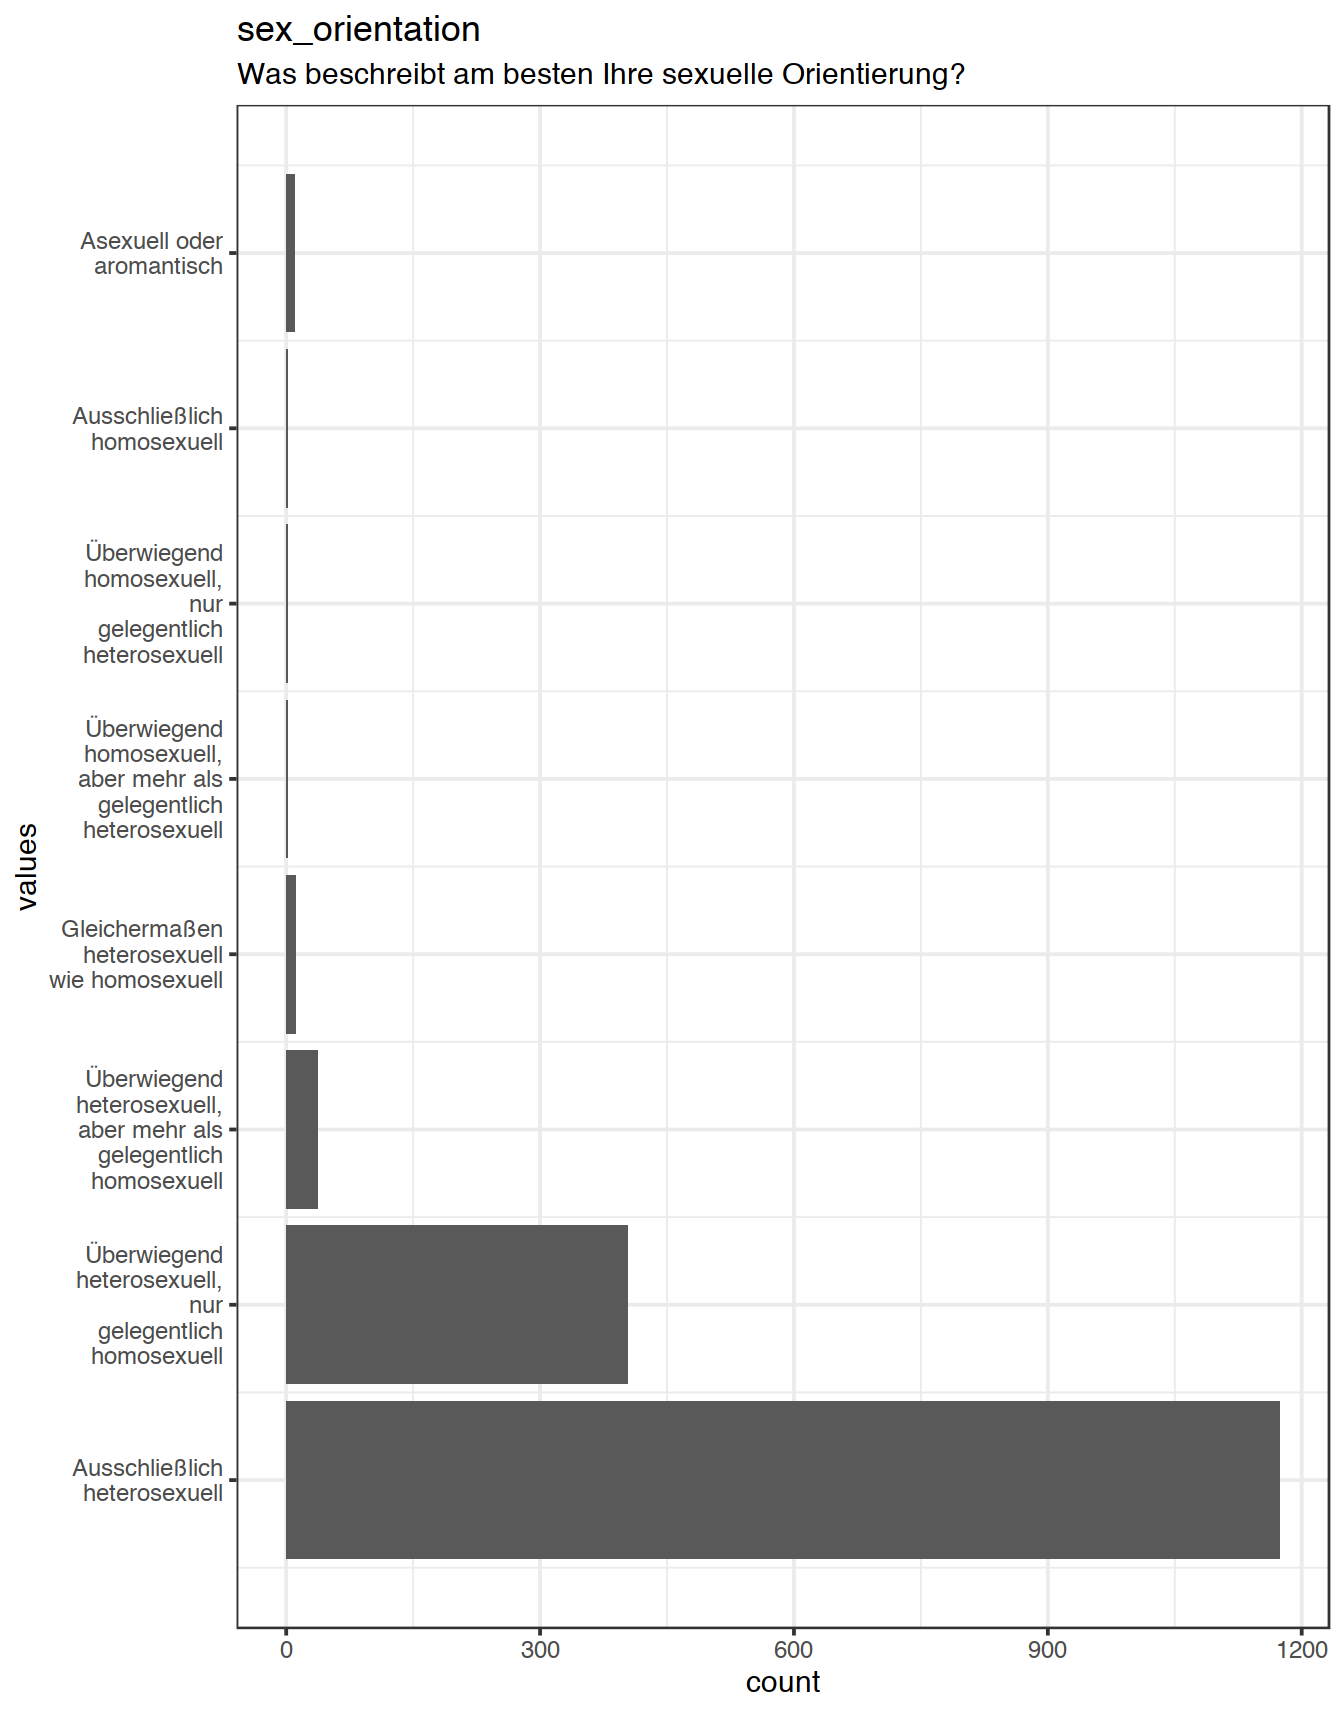 sex_orientation
Was beschreibt am besten Ihre sexuelle Orientierung?
Asexuell oder
aromantisch
Ausschließlich
homosexuell
Überwiegend
homosexuell,
nur
gelegentlich
heterosexuell
Überwiegend
homosexuell,
aber mehr als
gelegentlich
heterosexuell
Gleichermaßen
heterosexuell
wie homosexuell
Überwiegend
heterosexuell,
aber mehr als
gelegentlich
homosexuell
Überwiegend
heterosexuell,
nur
gelegentlich
homosexuell
Ausschließlich
heterosexuell
values
0 300 600 900 1200
count